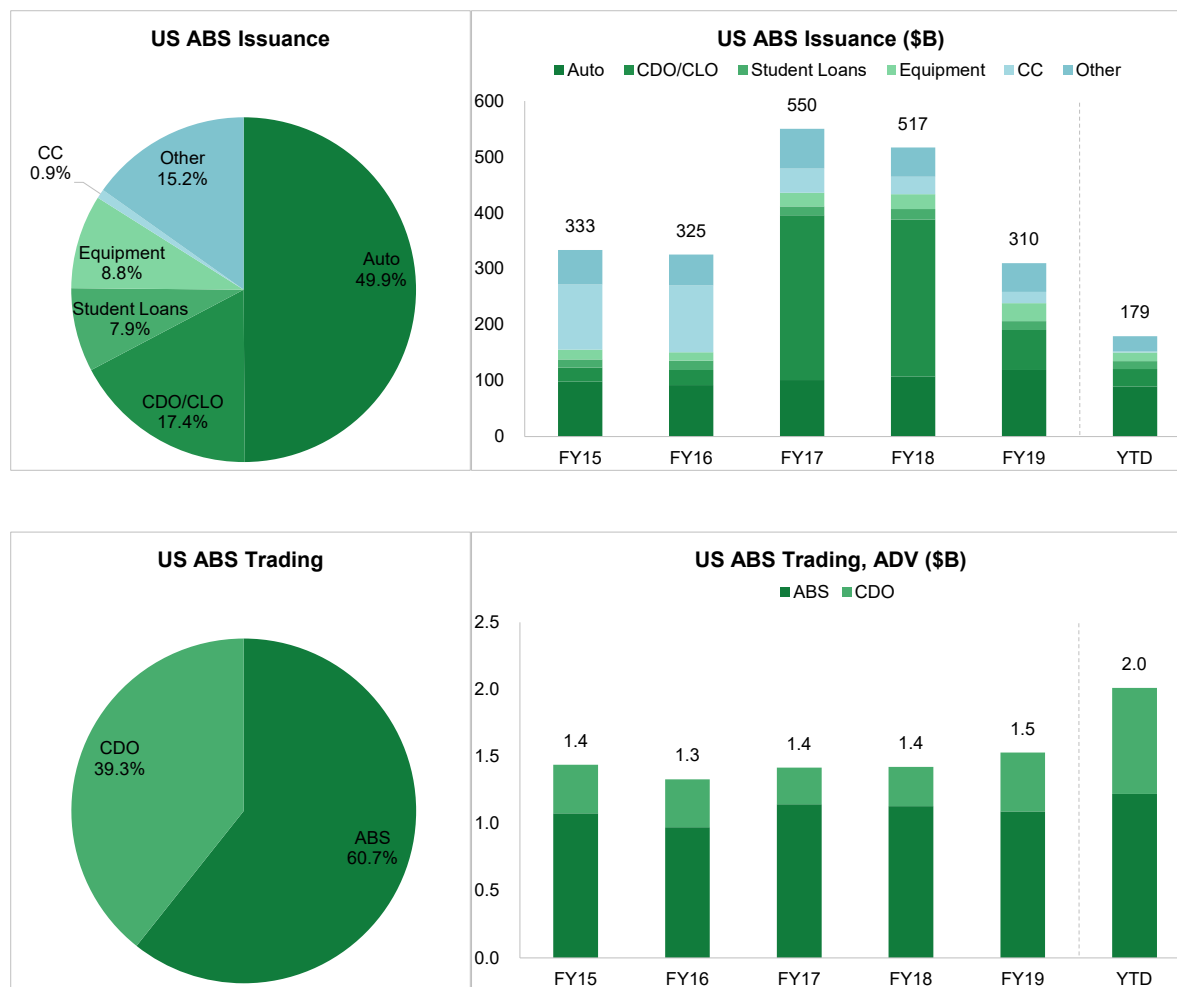 US ABS Issuance
CC
0.9%
Other
15.2%
Auto
49.9%
Equipment
8.8%
Student Loans
7.9%
CDO/CLO
17.4%
US ABS Issuance ($B)
Auto CDO/CLO Student Loans Equipment CC Other
600
500
400
300
200
100
0
333
325
550
517
310
179
FY15 FY16 FY17 FY18 FY19 YTD
US ABS Trading
CDO
39.3%
ABS
60.7%
US ABS Trading, ADV ($B)
ABS CDO
2.5
2.0
1.5
1.0
0.5
0.0
1.4
1.3
1.4
1.4
1.5
2.0
FY15 FY16 FY17 FY18 FY19 YTD